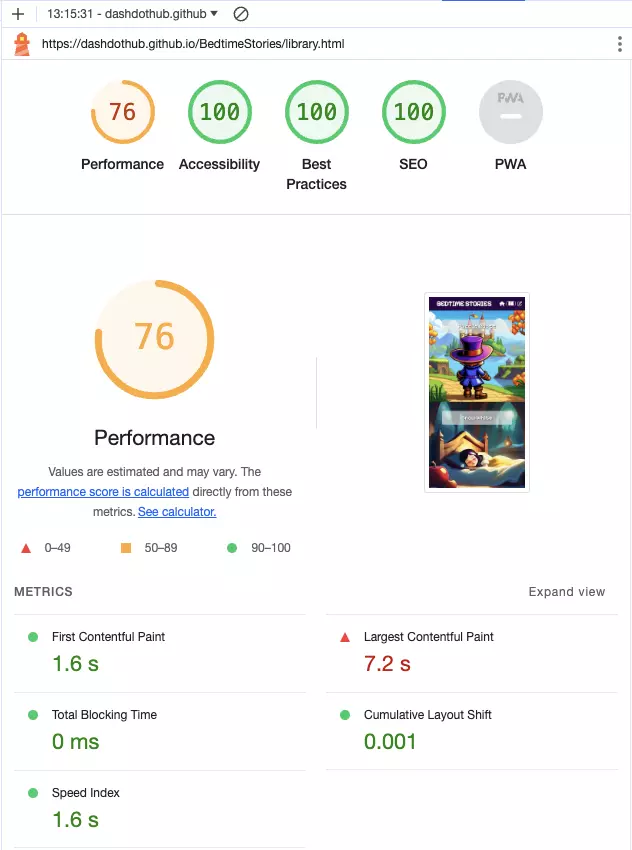 13:15:31 - dashdothub.github
https://dashdothub.github.io/BedtimeStories/library.html
76
100
100
100
PWA
Performance
Accessibility
Best
Practices
SEO
PWA
76
BEDTIME STORIES
Performance
Values are estimated and may vary. The
performance score is calculated directly from these
metrics. See calculator.
0–49
50–89
90–100
METRICS
Expand view
First Contentful Paint
1.6 s
Largest Contentful Paint
7.2 s
Total Blocking Time
0 ms
Cumulative Layout Shift
0.001
Speed Index
1.6 s